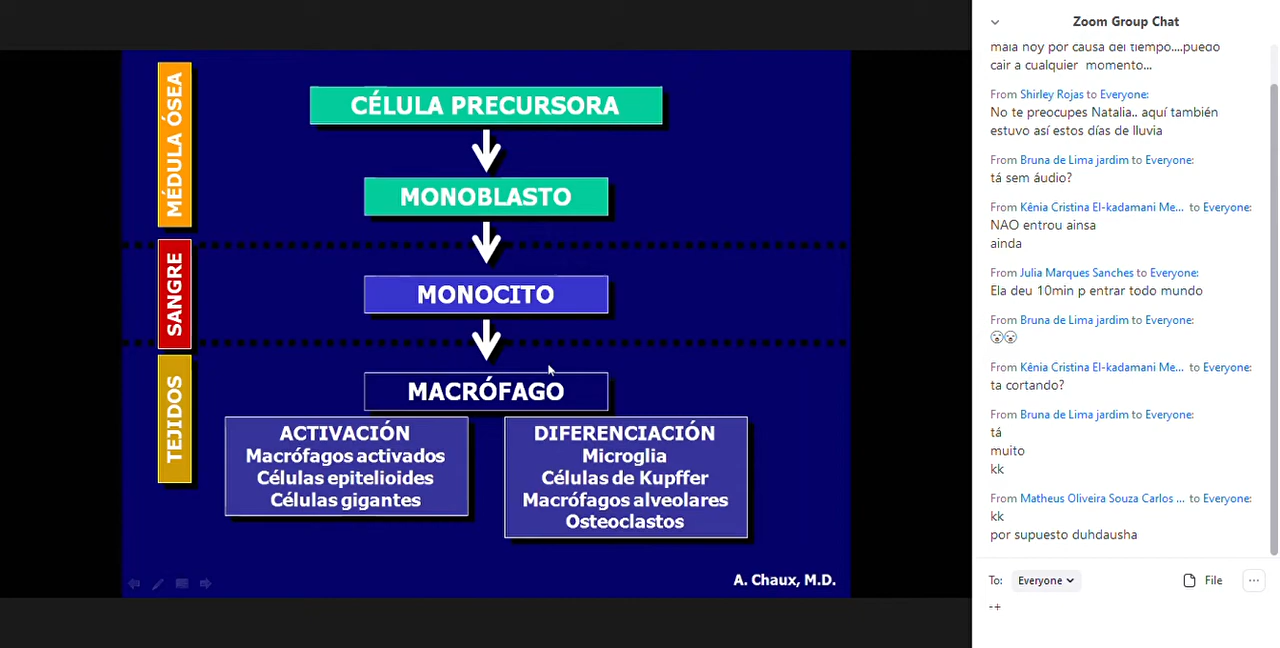 MÉDULA ÓSEA
CÉLULA PRECURSORA
MONOBLASTO
SANGRE
MONOCITO
TEJIDOS
MACRÓFAGO
ACTIVACIÓN
Macrófagos activados
Células epitelioides
Células gigantes
DIFERENCIACIÓN
Microglia
Células de Kupffer
Macrófagos alveolares
Osteoclastos
A. Chaux, M.D.
Zoom Group Chat
mala hoy por causa del tiempo....puedo
cair a cualquier momento...
From Shirley Rojas to Everyone:
No te preocupes Natalia.. aquí también
estuvo así estos días de lluvia
From Bruna de Lima jardim to Everyone:
tá sem áudio?
From Kênia Cristina El-kadamani Me... to Everyone:
NAO entrou ainsa
ainda
From Julia Marques Sanches to Everyone:
Ela deu 10min p entrar todo mundo
From Bruna de Lima jardim to Everyone:
😮😮
From Kênia Cristina El-kadamani Me... to Everyone:
ta cortando?
From Bruna de Lima jardim to Everyone:
tá
muito
kk
From Matheus Oliveira Souza Carlos ... to Everyone:
kk
por supuesto duhdausha
To: Everyone File ...
-+